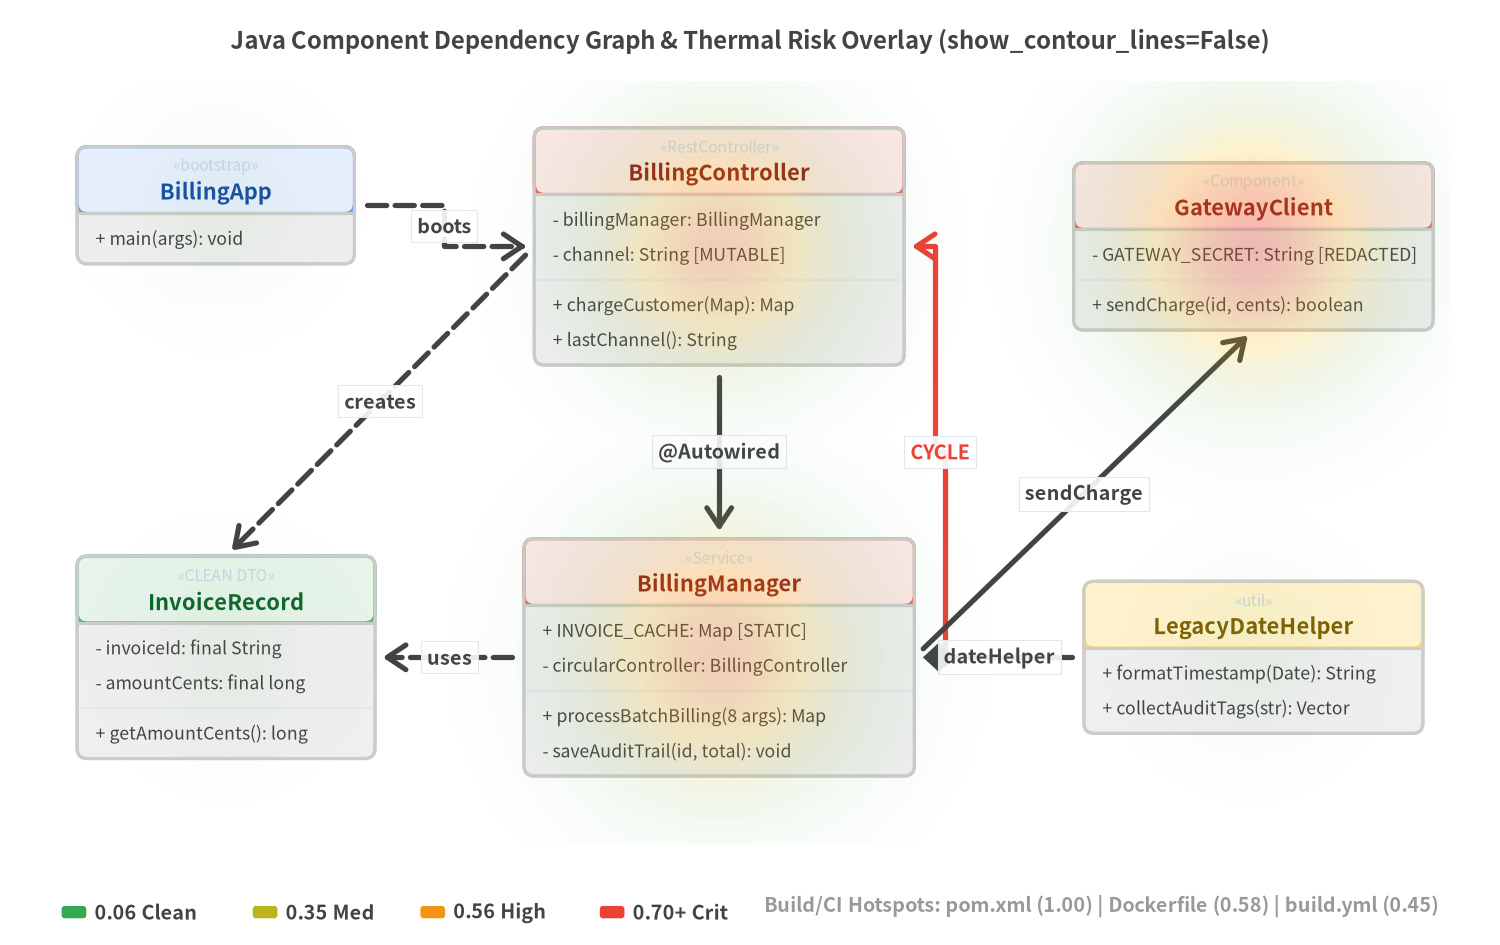 Java Component Dependency Graph & Thermal Risk Overlay (show_contour_lines=False)
«bootstrap»
BillingApp
+ main(args): void
boots
«RestController»
BillingController
- billingManager: BillingManager
- channel: String [MUTABLE]
+ chargeCustomer(Map): Map
+ lastChannel(): String
«Component»
GatewayClient
- GATEWAY_SECRET: String [REDACTED]
+ sendCharge(id, cents): boolean
creates
@Autowired
CYCLE
sendCharge
«CLEAN DTO»
InvoiceRecord
- invoiceId: final String
- amountCents: final long
+ getAmountCents(): long
uses
«Service»
BillingManager
+ INVOICE_CACHE: Map [STATIC]
- circularController: BillingController
+ processBatchBilling(8 args): Map
- saveAuditTrail(id, total): void
dateHelper
«util»
LegacyDateHelper
+ formatTimestamp(Date): String
+ collectAuditTags(str): Vector
0.06 Clean
0.35 Med
0.56 High
0.70+ Crit
Build/CI Hotspots: pom.xml (1.00) | Dockerfile (0.58) | build.yml (0.45)